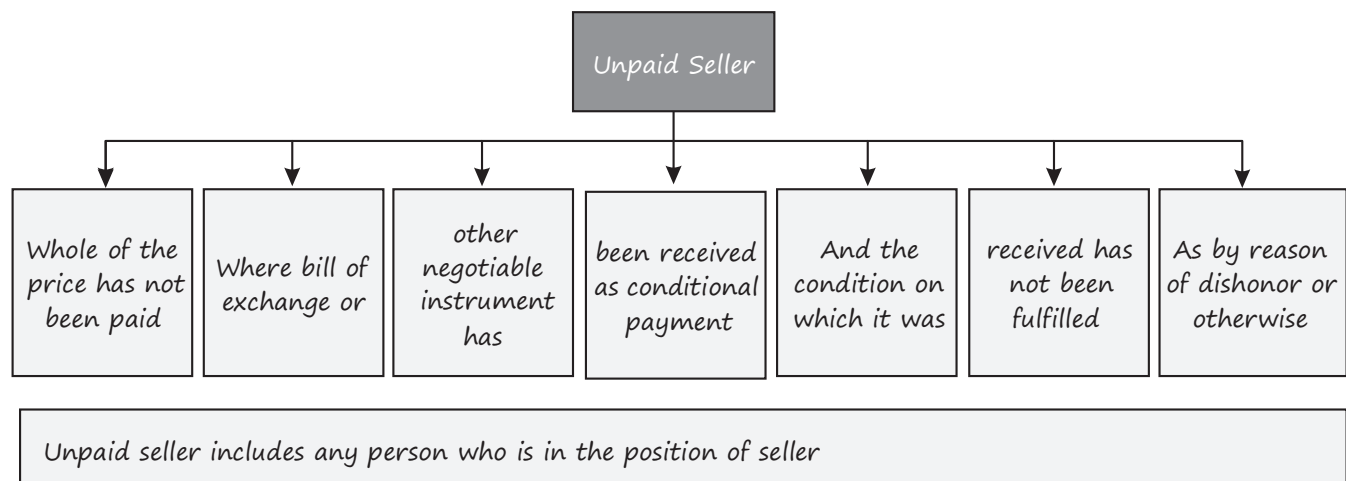 Unpaid Seller
Whole of the
price has not
been paid
Where bill of
exchange or
other
negotiable
instrument
has
been received
as conditional
payment
And the
condition on
which it was
received has
not been
fulfilled
As by reason
of dishonor or
otherwise
Unpaid seller includes any person who is in the position of seller